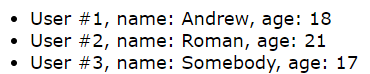 User #1, name: Andrew, age: 18
User #2, name: Roman, age: 21
User #3, name: Somebody, age: 17